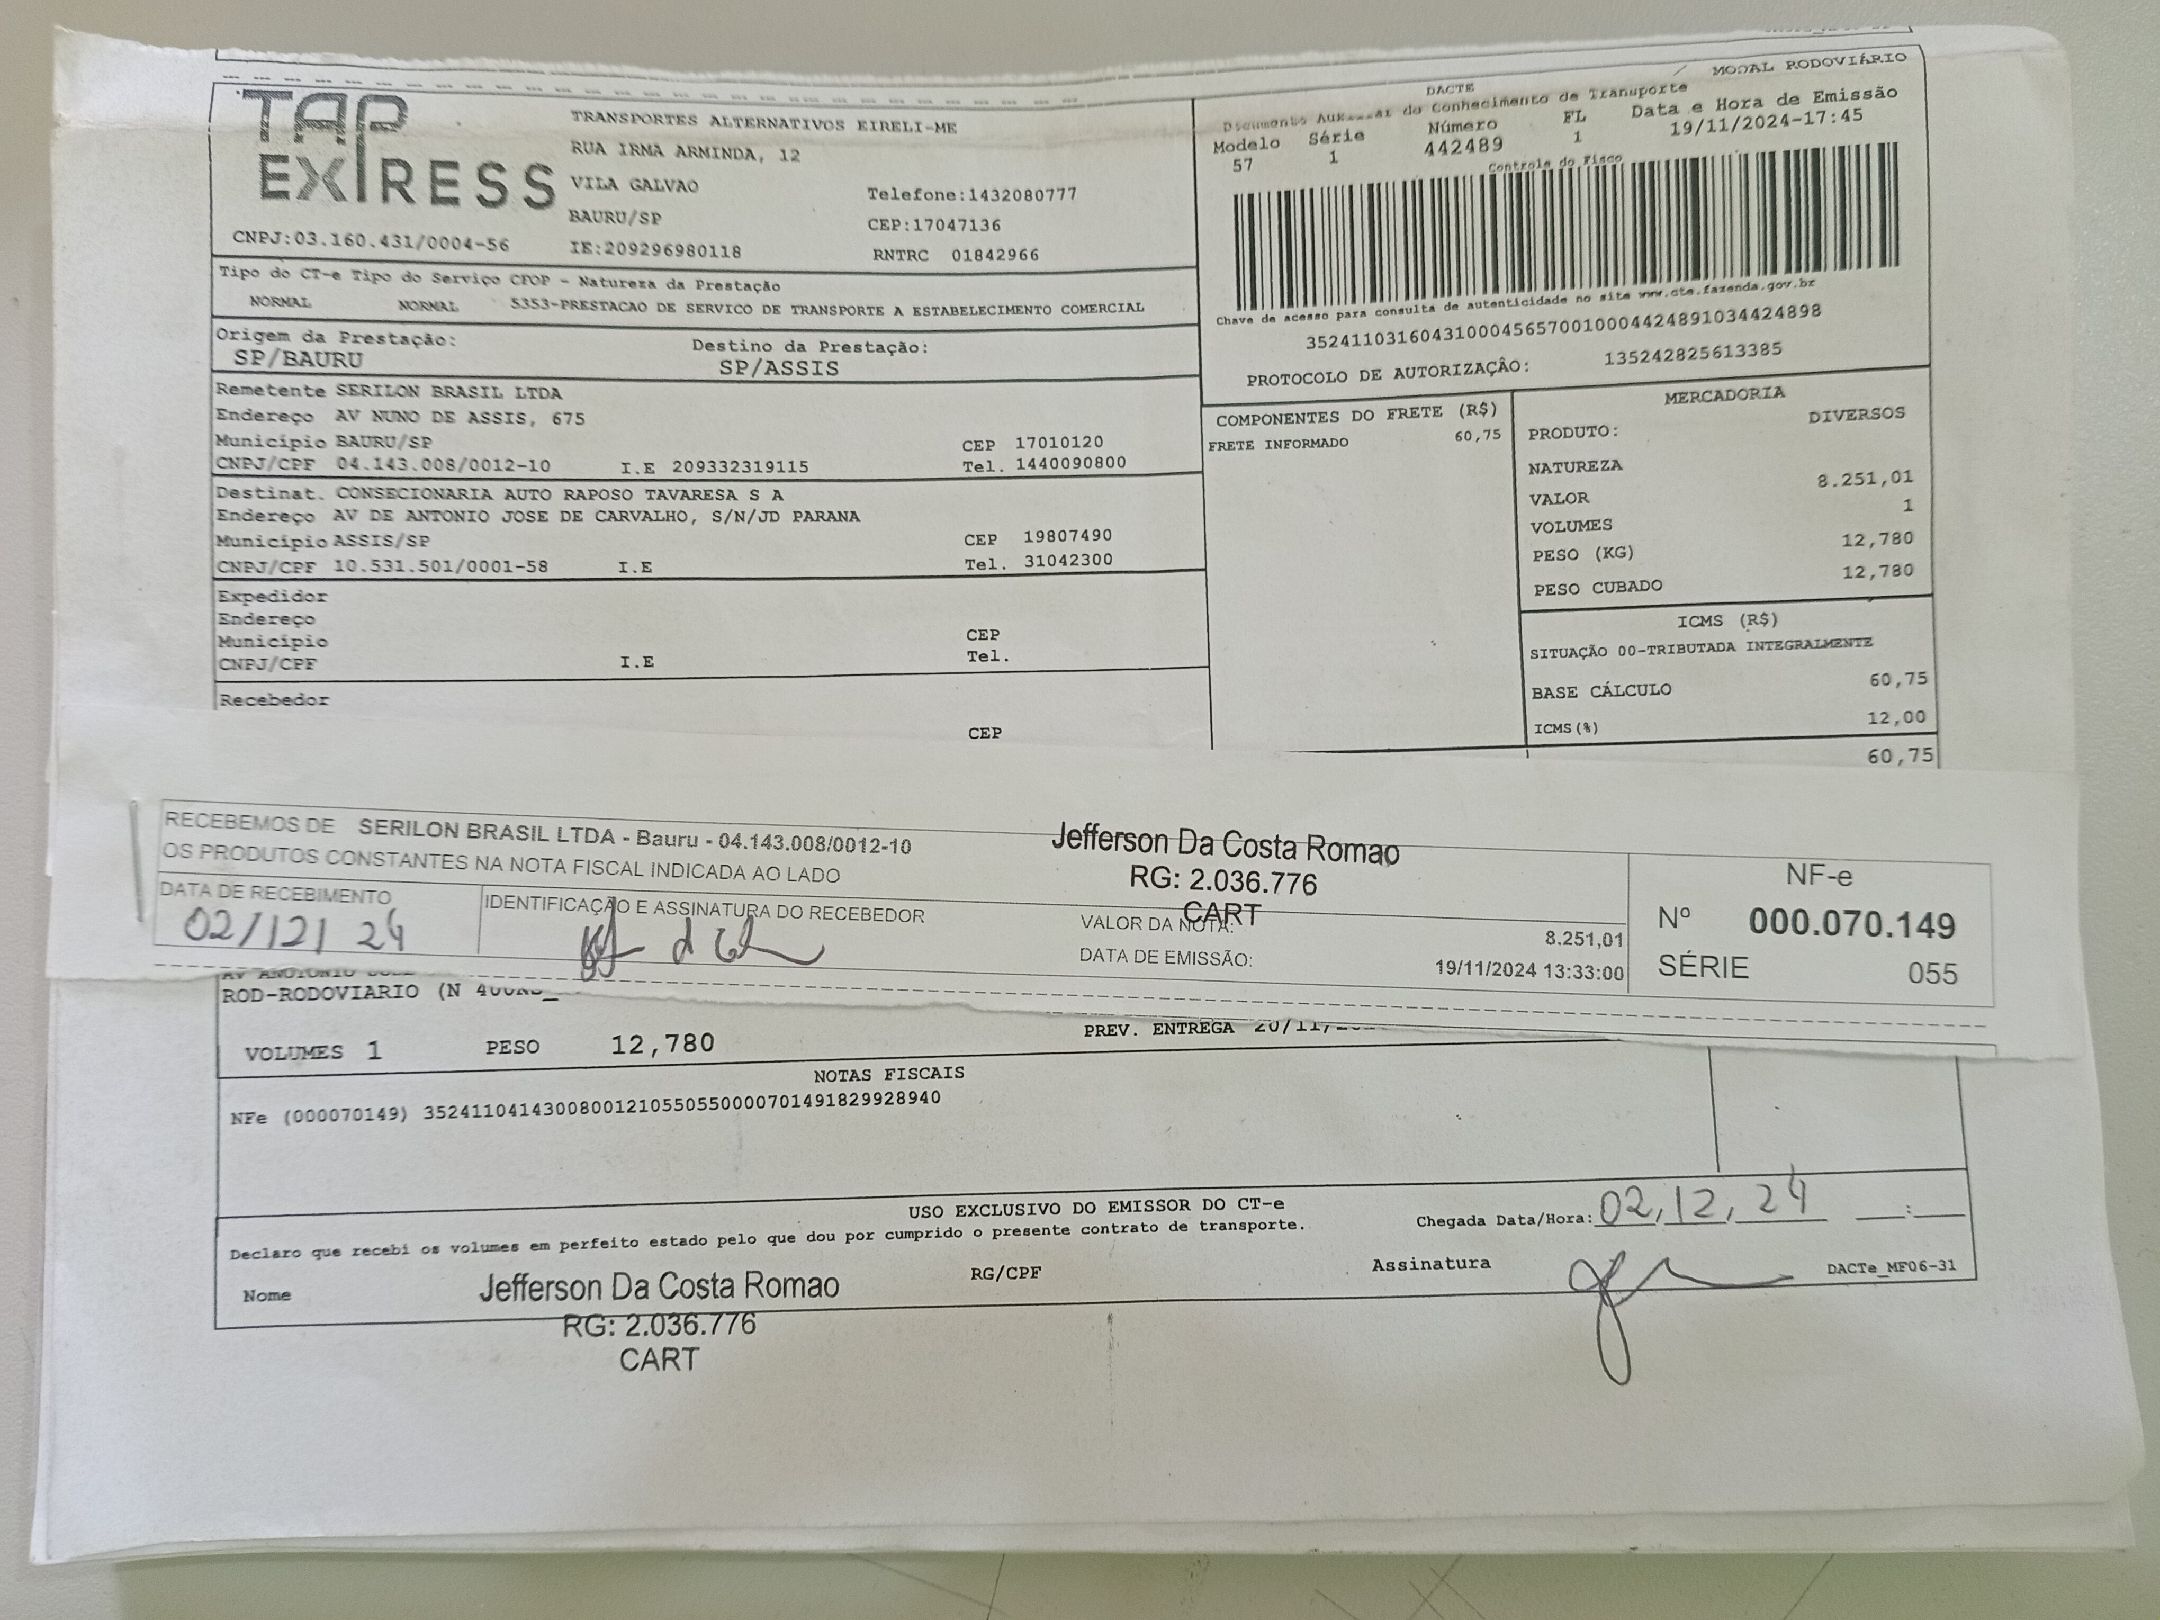 MODAL RODOVIÁRIO
TAP EXPRESS
TRANSPORTES ALTERNATIVOS EIRELI-ME
RUA IRMA ARMINDA, 12
VILA GALVAO
Telefone:1432080777
BAURU/SP
CEP:17047136
CNPJ:03.160.431/0004-56
IE:209296980118
RNTRC 01842966
DACTE
Documento do Conhecimento de Transporte
Modelo Série Número FL Data e Hora de Emissão
57 1 442489 1 19/11/2024-17:45
Controle do Fisco
Chave de acesso para consulta de autenticidade no site www.cte.fazenda.gov.br
35241103160431000456570010004424891034424898
PROTOCOLO DE AUTORIZAÇÃO: 135242825613385
Tipo do CT-e Tipo do Serviço CFOP - Natureza da Prestação
NORMAL NORMAL 5353-PRESTACAO DE SERVICO DE TRANSPORTE A ESTABELECIMENTO COMERCIAL
Origem da Prestação: Destino da Prestação:
SP/BAURU SP/ASSIS
Remetente SERILON BRASIL LTDA
Endereço AV NUNO DE ASSIS, 675
Município BAURU/SP CEP 17010120
CNPJ/CPF 04.143.008/0012-10 I.E 209332319115 Tel. 1440090800
Destinat. CONSECIONARIA AUTO RAPOSO TAVARESA S A
Endereço AV DE ANTONIO JOSE DE CARVALHO, S/N/JD PARANA
Município ASSIS/SP CEP 19807490
CNPJ/CPF 10.531.501/0001-58 I.E Tel. 31042300
Expedidor
Endereço
Município CEP
CNPJ/CPF I.E Tel.
Recebedor
CEP
COMPONENTES DO FRETE (R$)
FRETE INFORMADO 60,75
MERCADORIA
PRODUTO: DIVERSOS
NATUREZA
VALOR 8.251,01
VOLUMES 1
PESO (KG) 12,780
PESO CUBADO 12,780
ICMS (R$)
SITUAÇÃO 00-TRIBUTADA INTEGRALMENTE
BASE CÁLCULO 60,75
ICMS(%) 12,00
60,75
RECEBEMOS DE SERILON BRASIL LTDA - Bauru - 04.143.008/0012-10
OS PRODUTOS CONSTANTES NA NOTA FISCAL INDICADA AO LADO
Jefferson Da Costa Romao
RG: 2.036.776
CART
DATA DE RECEBIMENTO
02/12/24
IDENTIFICAÇÃO E ASSINATURA DO RECEBEDOR
VALOR DA NOTA: 8.251,01
DATA DE EMISSÃO: 19/11/2024 13:33:00
NF-e
Nº 000.070.149
SÉRIE 055
ROD-RODOVIARIO (N
VOLUMES 1 PESO 12,780 PREV. ENTREGA 20/11/
NOTAS FISCAIS
NFe (000070149) 35241104143008001210550550000701491829928940
USO EXCLUSIVO DO EMISSOR DO CT-e
Declaro que recebi os volumes em perfeito estado pelo que dou por cumprido o presente contrato de transporte.
Chegada Data/Hora: 02,12,24 :
Nome Jefferson Da Costa Romao RG/CPF Assinatura DACTe_MF06-31
RG: 2.036.776
CART